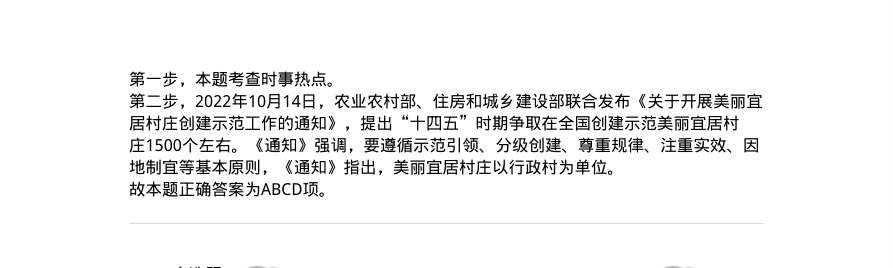 第一步，本题考查时事热点。
第二步，2022年10月14日，农业农村部、住房和城乡建设部联合发布《关于开展美丽宜
居村庄创建示范工作的通知》，提出“十四五”时期争取在全国创建示范美丽宜居村
庄1500个左右。《通知》强调，要遵循示范引领、分级创建、尊重规律、注重实效、因
地制宜等基本原则，《通知》指出，美丽宜居村庄以行政村为单位。
故本题正确答案为ABCD项。